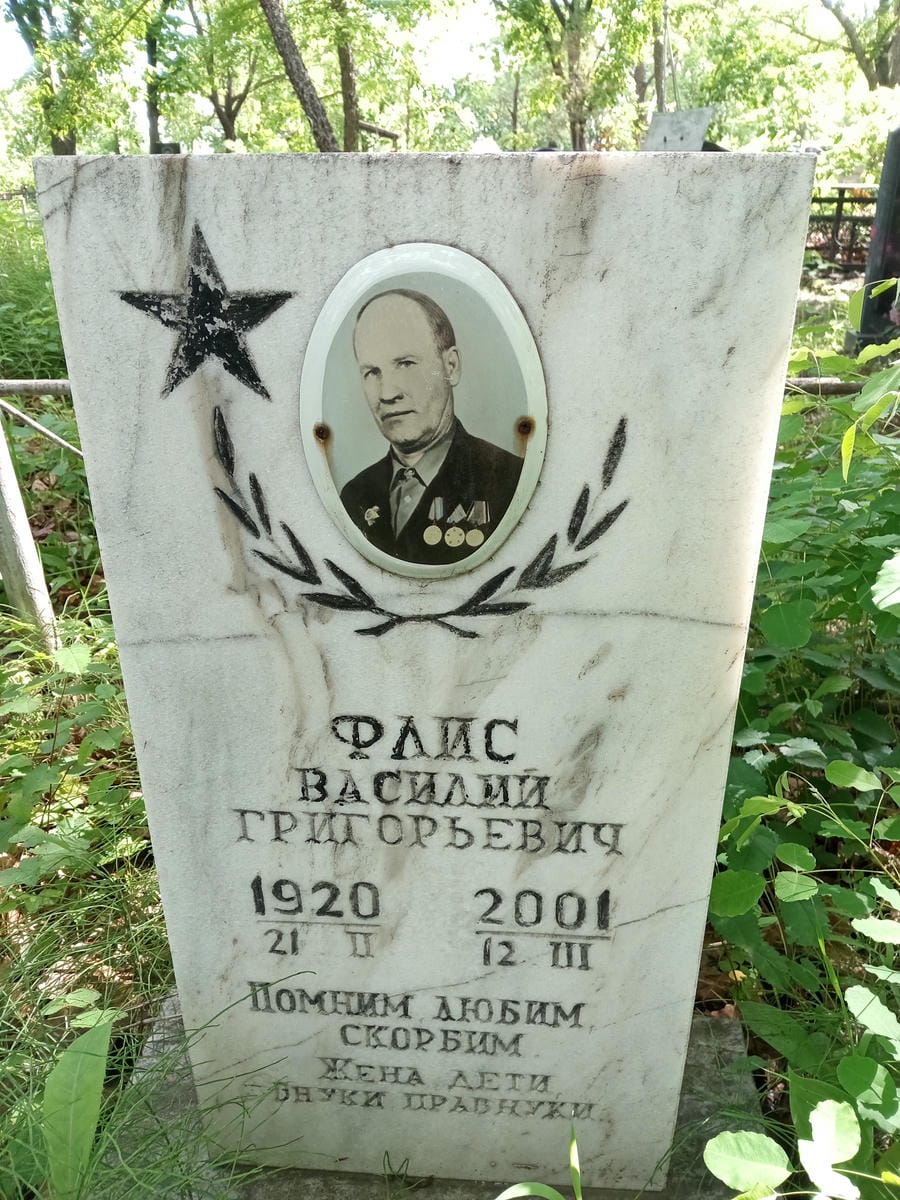 ФЛИС
ВАСИЛИЙ
ГРИГОРЬЕВИЧ
1920 2001
21 II 12 III
ПОМНИМ ЛЮБИМ
СКОРБИМ
ЖЕНА ДЕТИ
ВНУКИ ПРАВНУКИ